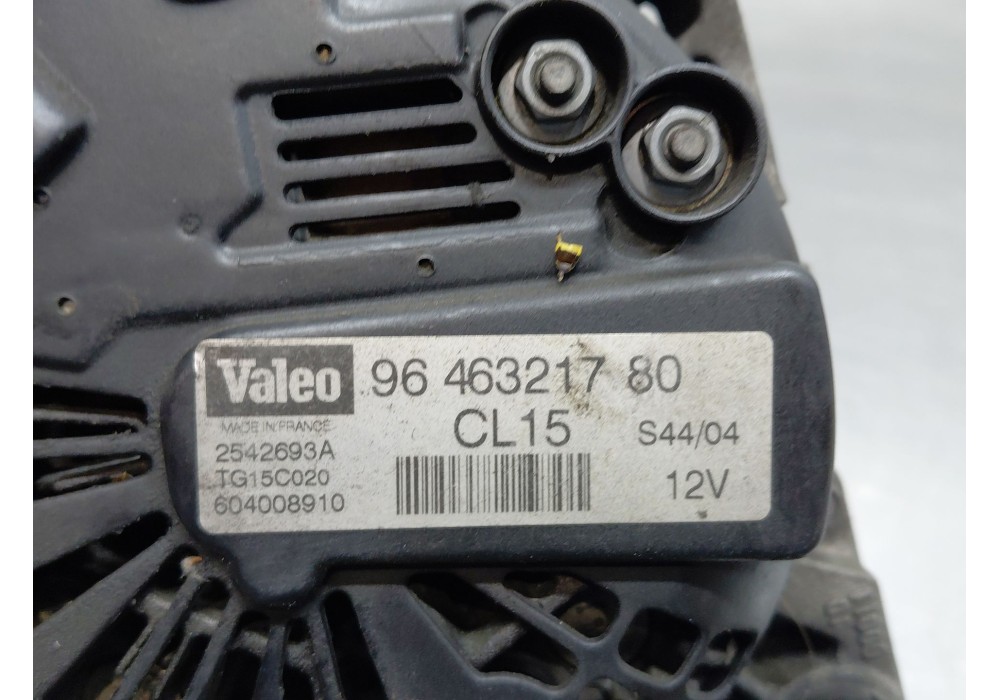 Valeo 96 463217 80
MADE IN FRANCE CL15 S44/04
2542693A
TG15C020 12V
604008910